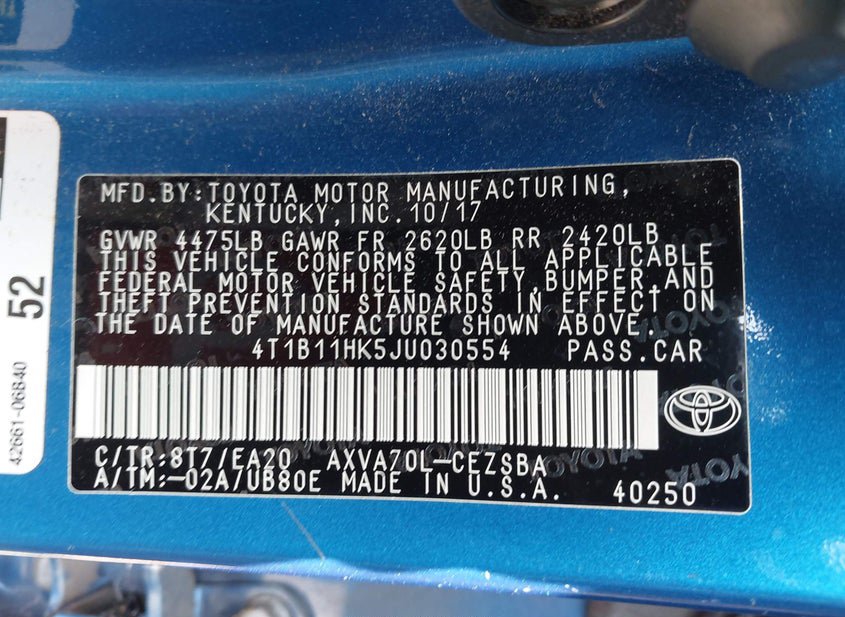 MFD.BY:TOYOTA MOTOR MANUFACTURING,
KENTUCKY,INC.10/17
GVWR 4475LB GAWR FR 2620LB RR 2420LB
THIS VEHICLE CONFORMS TO ALL APPLICABLE
FEDERAL MOTOR VEHICLE SAFETY,BUMPER,AND
THEFT PREVENTION STANDARDS IN EFFECT ON
THE DATE OF MANUFACTURE SHOWN ABOVE.
4T1B11HK5JU030554 PASS.CAR
C/TR:8T7/EA20 AXVA70L-CEZSBA
A/TM:-02A/UB80E MADE IN U.S.A. 40250
52
42661-06B40